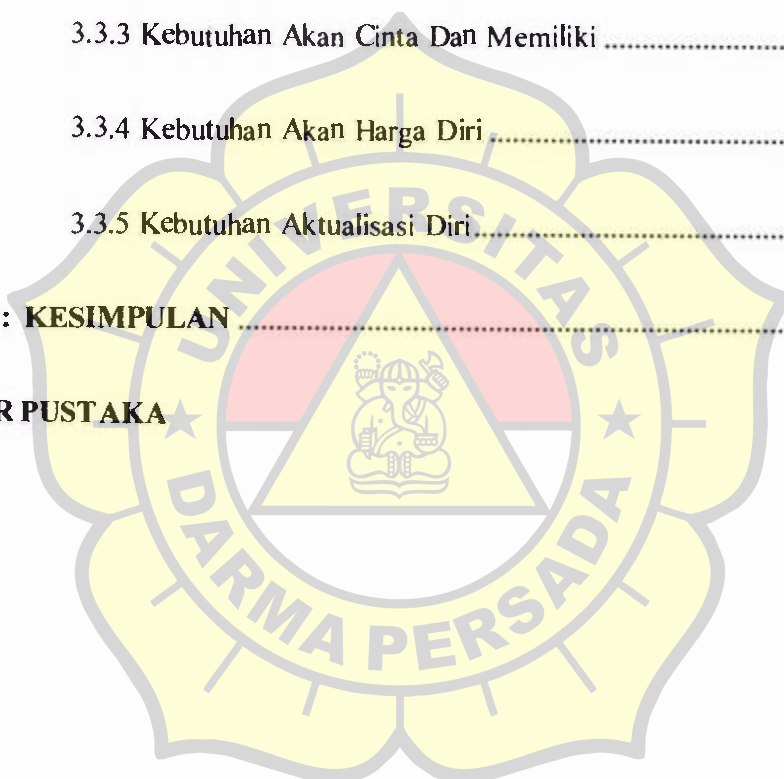 3.3.3 Kebutuhan Akan Cinta Dan Memiliki ..............................
3.3.4 Kebutuhan Akan Harga Diri ..............................
3.3.5 Kebutuhan Aktualisasi Diri ..............................
: KESIMPULAN ..............................
R PUSTAKA
UNIVERSITAS
DARMA PERSADA